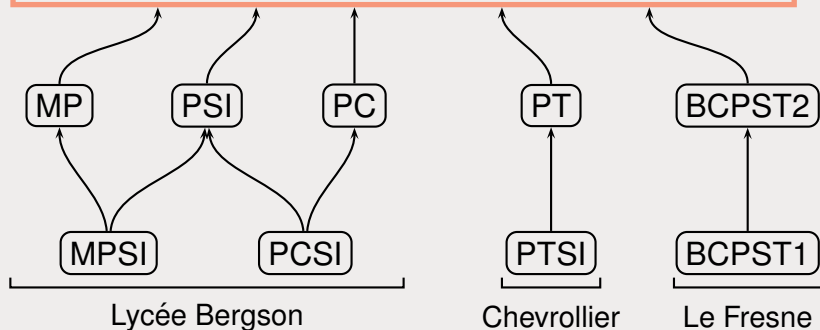 MP PSI PC PT BCPST2
MPSI PCSI PTSI BCPST1
Lycée Bergson Chevrollier Le Fresne